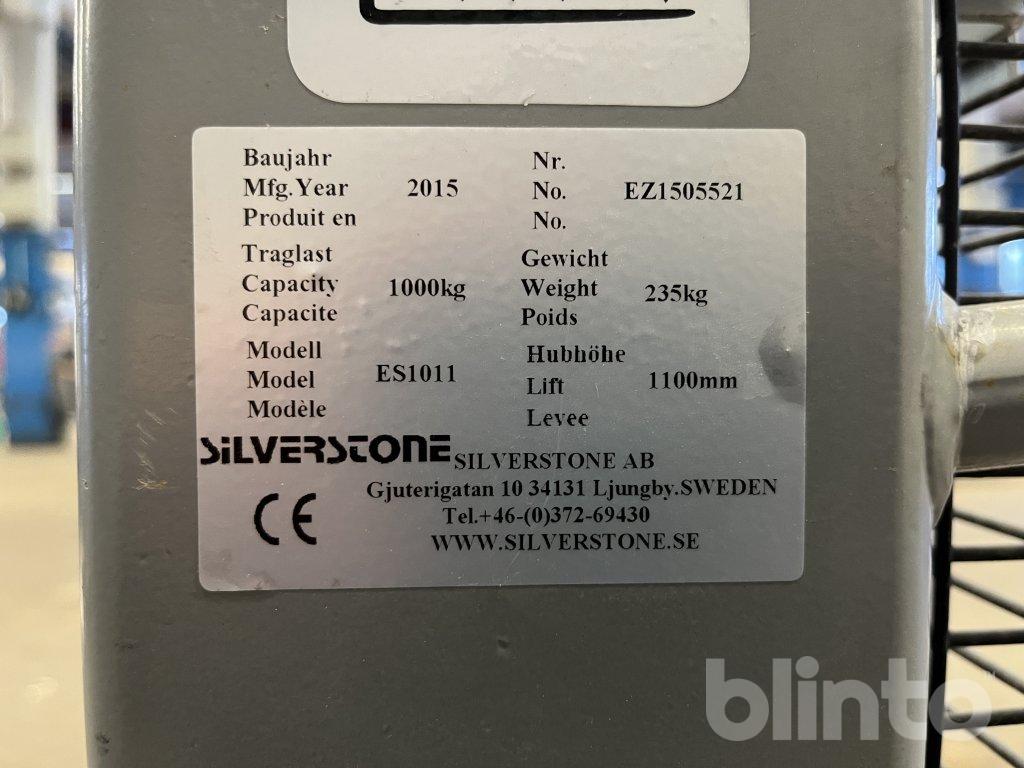 Baujahr
Mfg.Year 2015
Produit en
Nr.
No. EZ1505521
No.
Traglast
Capacity 1000kg
Capacite
Gewicht
Weight 235kg
Poids
Modell
Model ES1011
Modèle
Hubhöhe
Lift 1100mm
Levee
SILVERSTONE SILVERSTONE AB
Gjuterigatan 10 34131 Ljungby.SWEDEN
CE
Tel.+46-(0)372-69430
WWW.SILVERSTONE.SE
blinto